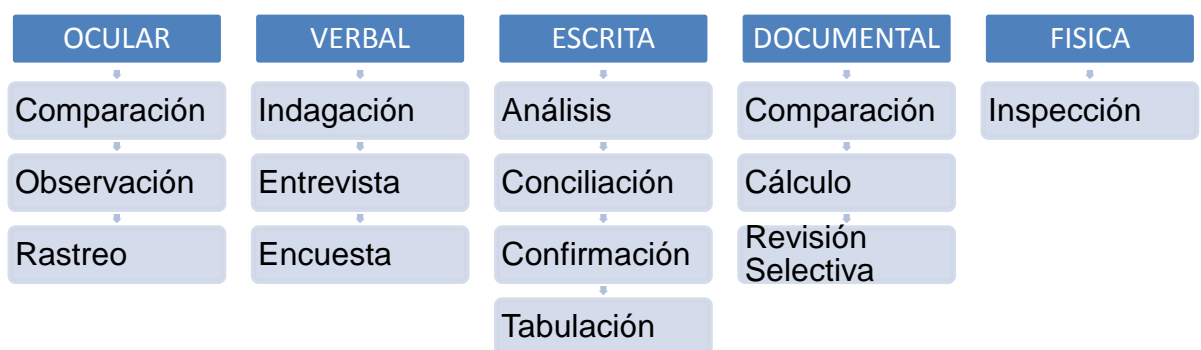 OCULAR
Comparación
Observación
Rastreo
VERBAL
Indagación
Entrevista
Encuesta
ESCRITA
Análisis
Conciliación
Confirmación
Tabulación
DOCUMENTAL
Comparación
Cálculo
Revisión
Selectiva
FISICA
Inspección